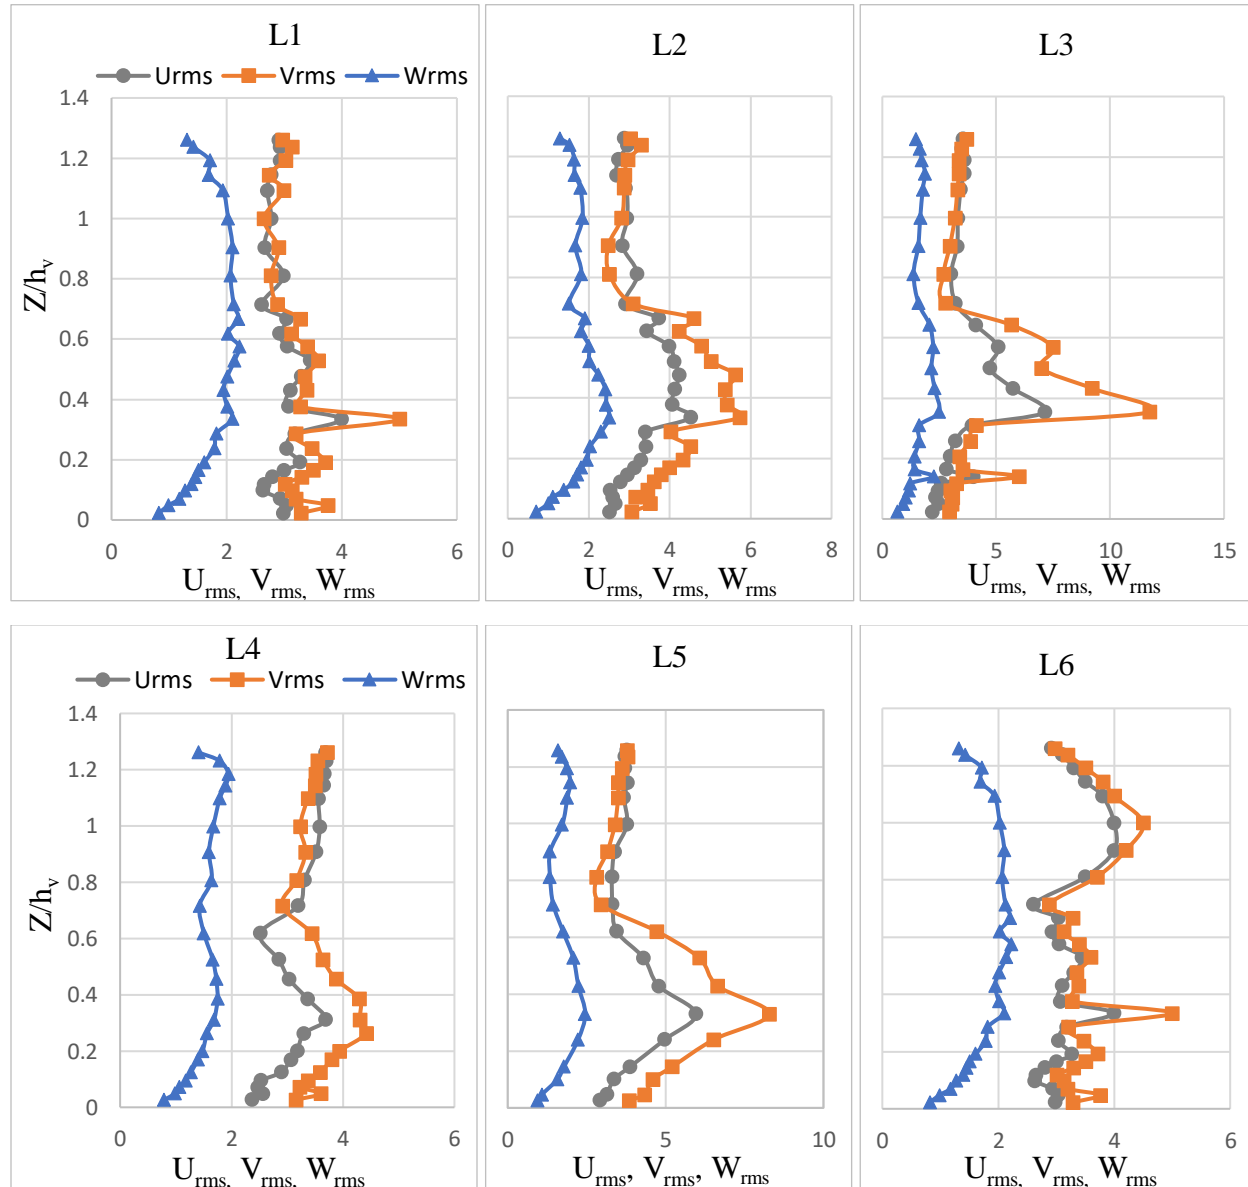 L1
Urms Vrms Wrms
Z/hv
1.4
1.2
1
0.8
0.6
0.4
0.2
0
0 2 4 6
Urms, Vrms, Wrms
L2
0 2 4 6 8
Urms, Vrms, Wrms
L3
0 5 10 15
Urms, Vrms, Wrms
L4
Urms Vrms Wrms
Z/hv
1.4
1.2
1
0.8
0.6
0.4
0.2
0
0 2 4 6
Urms, Vrms, Wrms
L5
0 5 10
Urms, Vrms, Wrms
L6
0 2 4 6
Urms, Vrms, Wrms